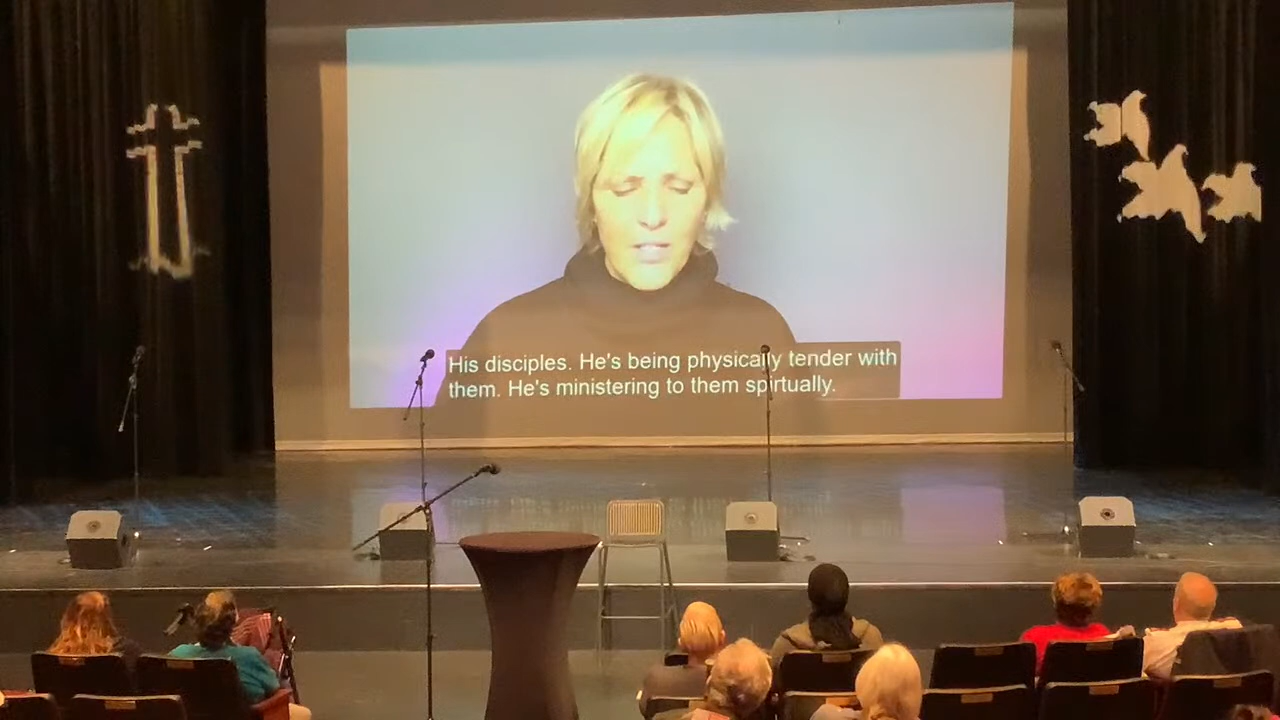 His disciples. He's being physically tender with
them. He's ministering to them spirtually.